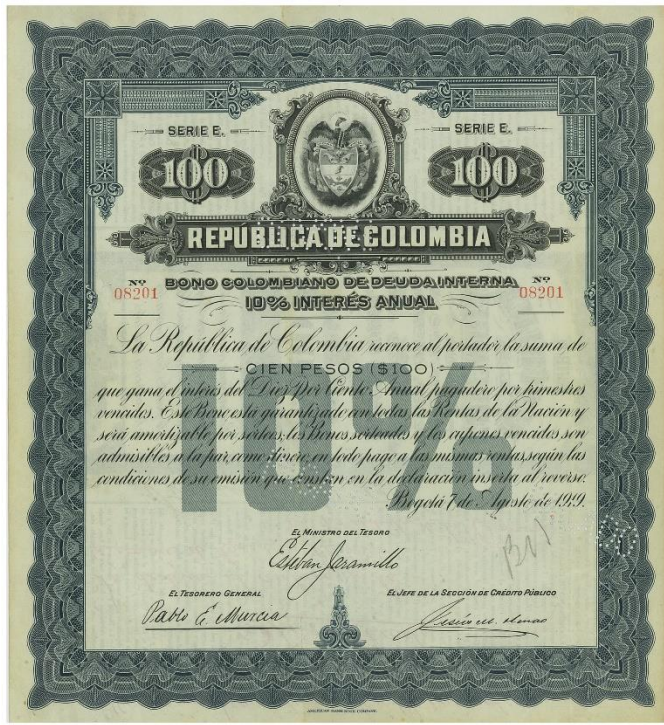 SERIE E. SERIE E.
100 100
REPÚBLICA DE COLOMBIA
Nº BONO COLOMBIANO DE DEUDA INTERNA Nº
08201 10% INTERÉS ANUAL 08201
La República de Colombia reconoce al portador la suma de
CIEN PESOS ($100)
que gana el interés del Diez por Ciento Anual pagadero por trimestres
vencidos. Este Bono está garantizado con todas las Rentas de la Nación y
será amortizable por sorteos, los Bonos sorteados y los cupones vencidos son
admisibles a la par, como dinero, en todo pago a las mismas rentas, según las
condiciones de su emisión que constan en la declaración inserta al reverso.
Bogotá 7 de Agosto de 1919.
10%
EL MINISTRO DEL TESORO
Esteban Jaramillo
EL TESORERO GENERAL EL JEFE DE LA SECCIÓN DE CRÉDITO PÚBLICO
Pablo E. Murcia
AMERICAN BANK NOTE COMPANY